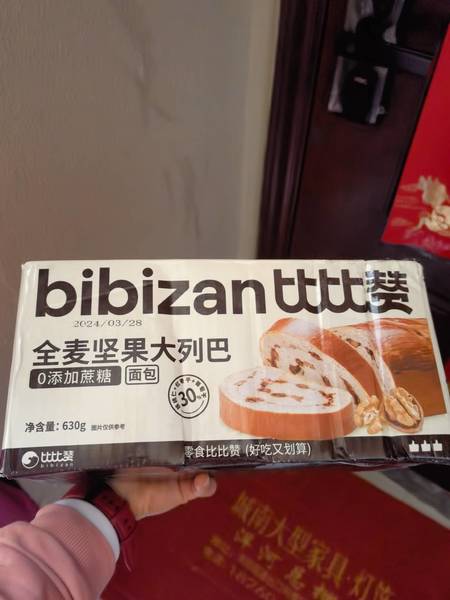 bibizan 比比赞
2024/03/28
全麦坚果大列巴
0添加蔗糖 面包
30%
净含量: 630g 图片仅供参考
比比赞 零食比比赞 (好吃又划算)
bibizan
城南大型家具·灯饰